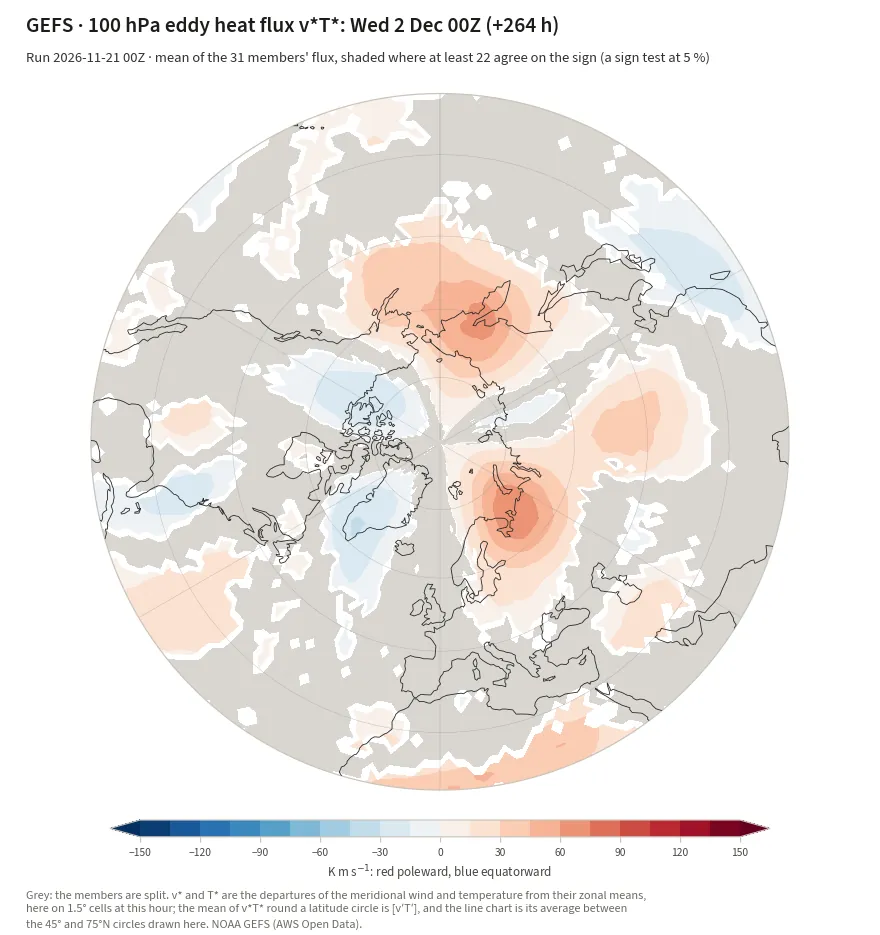 GEFS · 100 hPa eddy heat flux v*T*: Wed 2 Dec 00Z (+264 h)
Run 2026-11-21 00Z · mean of the 31 members' flux, shaded where at least 22 agree on the sign (a sign test at 5 %)
−150 −120 −90 −60 −30 0 30 60 90 120 150
K m s⁻¹: red poleward, blue equatorward
Grey: the members are split. v* and T* are the departures of the meridional wind and temperature from their zonal means,
here on 1.5° cells at this hour; the mean of v*T* round a latitude circle is [v′T′], and the line chart is its average between
the 45° and 75°N circles drawn here. NOAA GEFS (AWS Open Data).